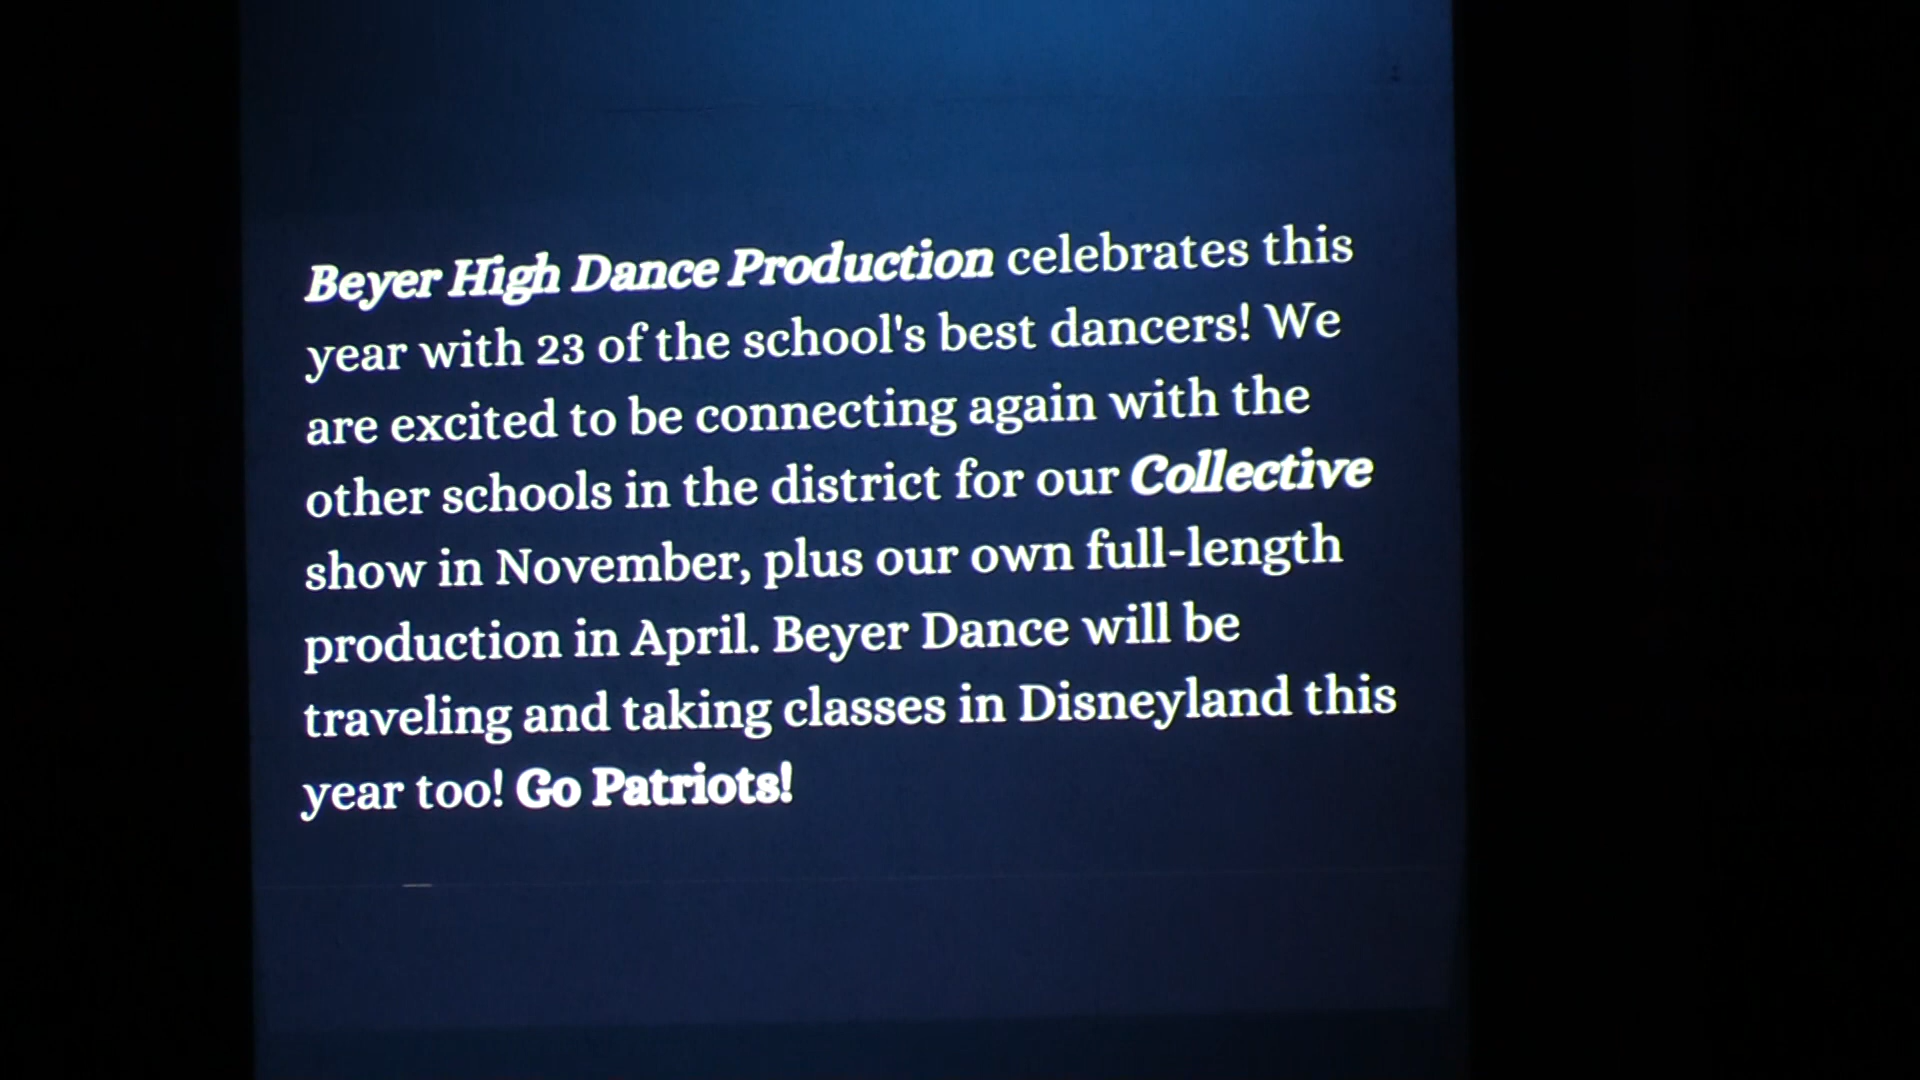 Beyer High Dance Production celebrates this
year with 23 of the school's best dancers! We
are excited to be connecting again with the
other schools in the district for our Collective
show in November, plus our own full-length
production in April. Beyer Dance will be
traveling and taking classes in Disneyland this
year too! Go Patriots!